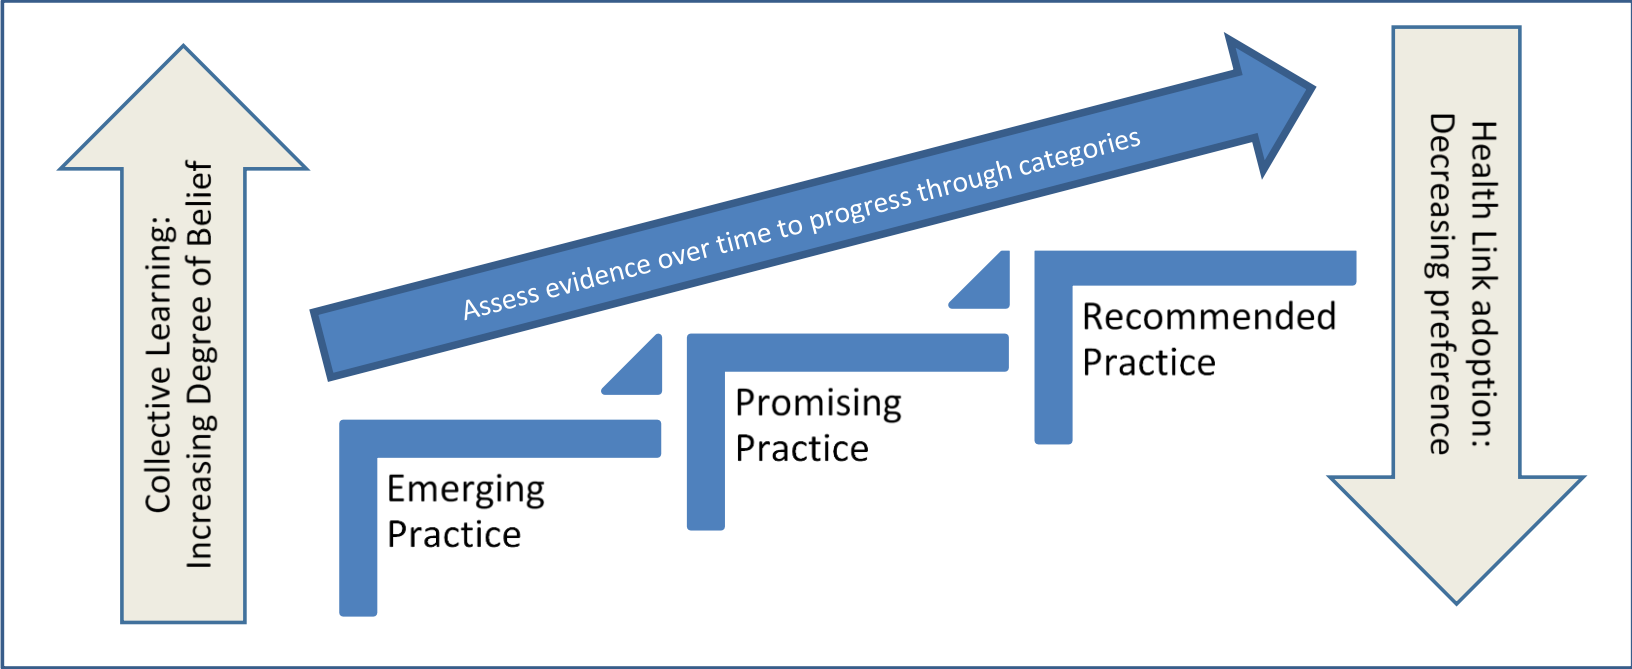 Collective Learning:
Increasing Degree of Belief
Assess evidence over time to progress through categories
Emerging
Practice
Promising
Practice
Recommended
Practice
Health Link adoption:
Decreasing preference